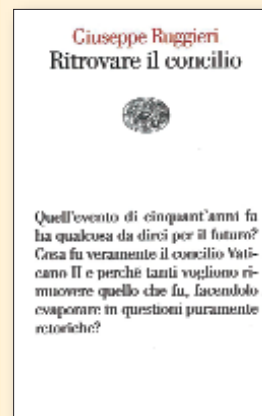 Giuseppe Ruggieri
Ritrovare il concilio
Quell'evento di cinquant'anni fa
ha qualcosa da dirci per il futuro?
Cosa fu veramente il concilio Vati-
cano II e perché tanti vogliono ri-
muovere quello che fu, facendolo
evaporare in questioni puramente
retoriche?